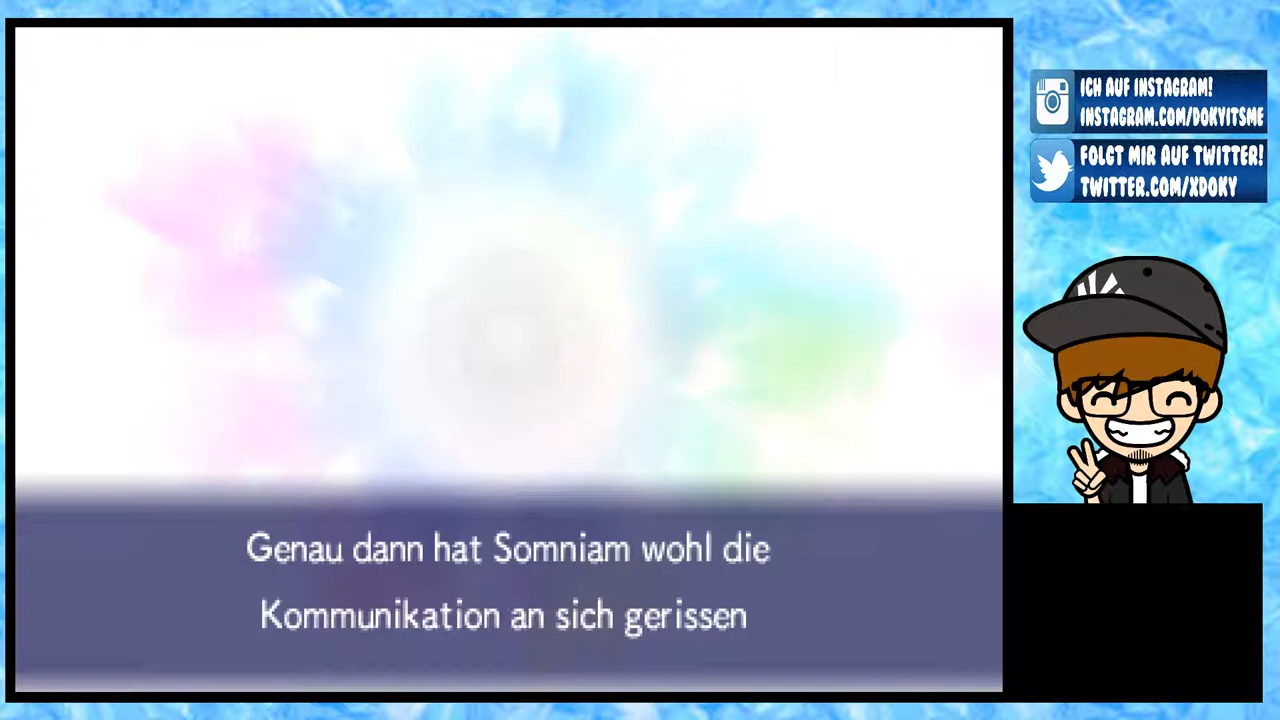 Genau dann hat Somniam wohl die
Kommunikation an sich gerissen
ICH AUF INSTAGRAM!
INSTAGRAM.COM/DOKYITSME
FOLGT MIR AUF TWITTER!
TWITTER.COM/XDOKY